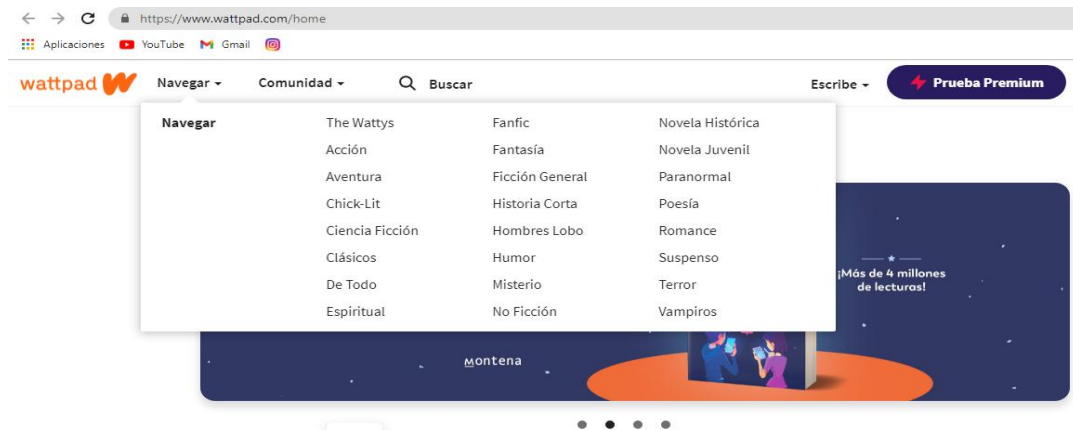 https://www.wattpad.com/home
Aplicaciones YouTube Gmail
wattpad Navegar Comunidad Buscar Escribe Prueba Premium
Navegar The Wattys Fanfic Novela Histórica
Acción Fantasía Novela Juvenil
Aventura Ficción General Paranormal
Chick-Lit Historia Corta Poesía
Ciencia Ficción Hombres Lobo Romance
Clásicos Humor Suspenso
De Todo Misterio Terror
Espiritual No Ficción Vampiros
¡Más de 4 millones
de lecturas!
Montena